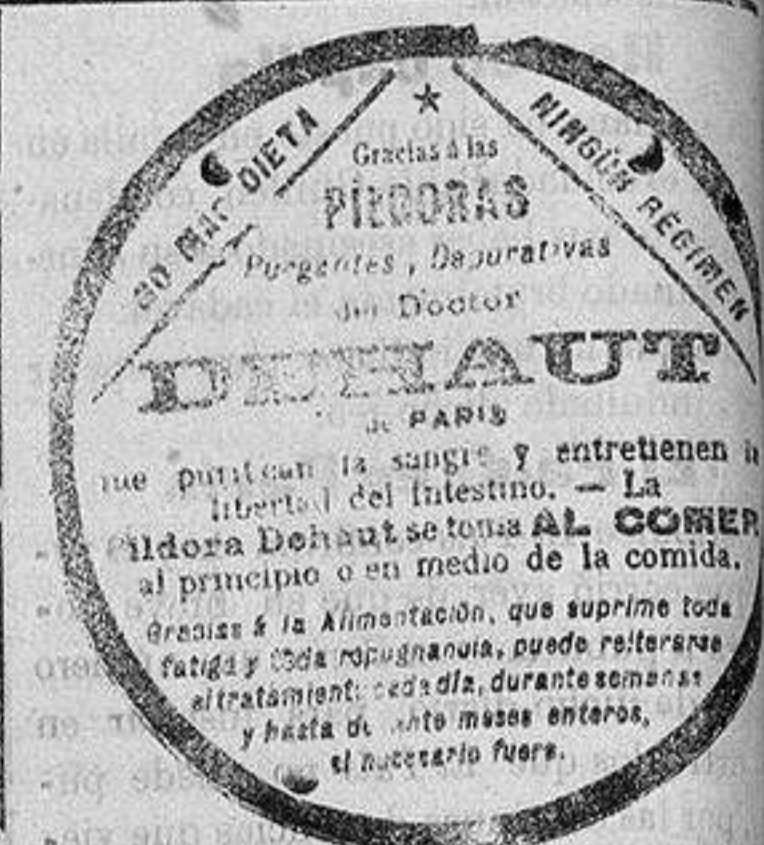 DIETA
NINGÚN RÉGIMEN
Gracias á las
PÍLDORAS
Purgantes, Depurativas
del Doctor
DEHAUT
de PARIS
que purifican la sangre y entretienen la
libertad del Intestino. — La
Píldora Dehaut se toma AL COMER
al principio o en medio de la comida.
Gracias á la Alimentación, que suprime toda
fatiga y toda repugnancia, puede reiterarse
el tratamiento cada día, durante semanas
y hasta durante meses enteros,
si necesario fuere.